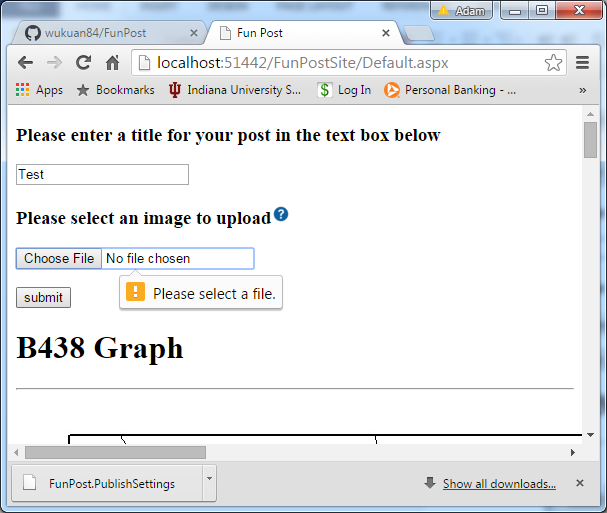 Adam
wukuan84/FunPost
Fun Post
localhost:51442/FunPostSite/Default.aspx
Apps Bookmarks Indiana University S... Log In Personal Banking - ... »
Please enter a title for your post in the text box below
Test
Please select an image to upload
Choose File No file chosen
Please select a file.
submit
B438 Graph
FunPost.PublishSettings
Show all downloads...